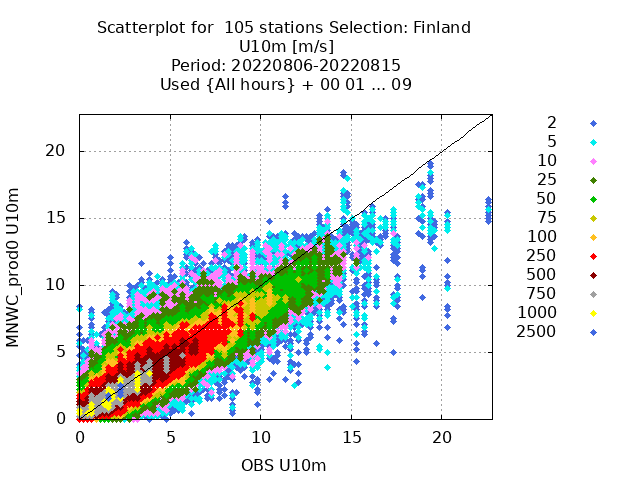 Scatterplot for  105 stations Selection: Finland
U10m [m/s]
Period: 20220806-20220815
Used {All hours} + 00 01 ... 09
MNWC_prod0 U10m
20
15
10
5
0
0 5 10 15 20
OBS U10m
2
5
10
25
50
75
100
250
500
750
1000
2500